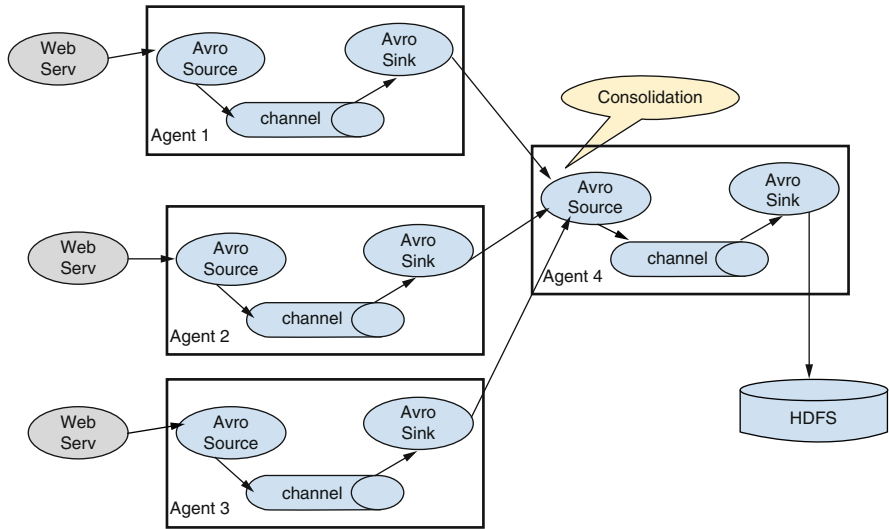 Web
Serv
Avro
Source
Avro
Sink
channel
Agent 1
Consolidation
Web
Serv
Avro
Source
Avro
Sink
channel
Agent 2
Avro
Source
Avro
Sink
channel
Agent 4
Web
Serv
Avro
Source
Avro
Sink
channel
Agent 3
HDFS